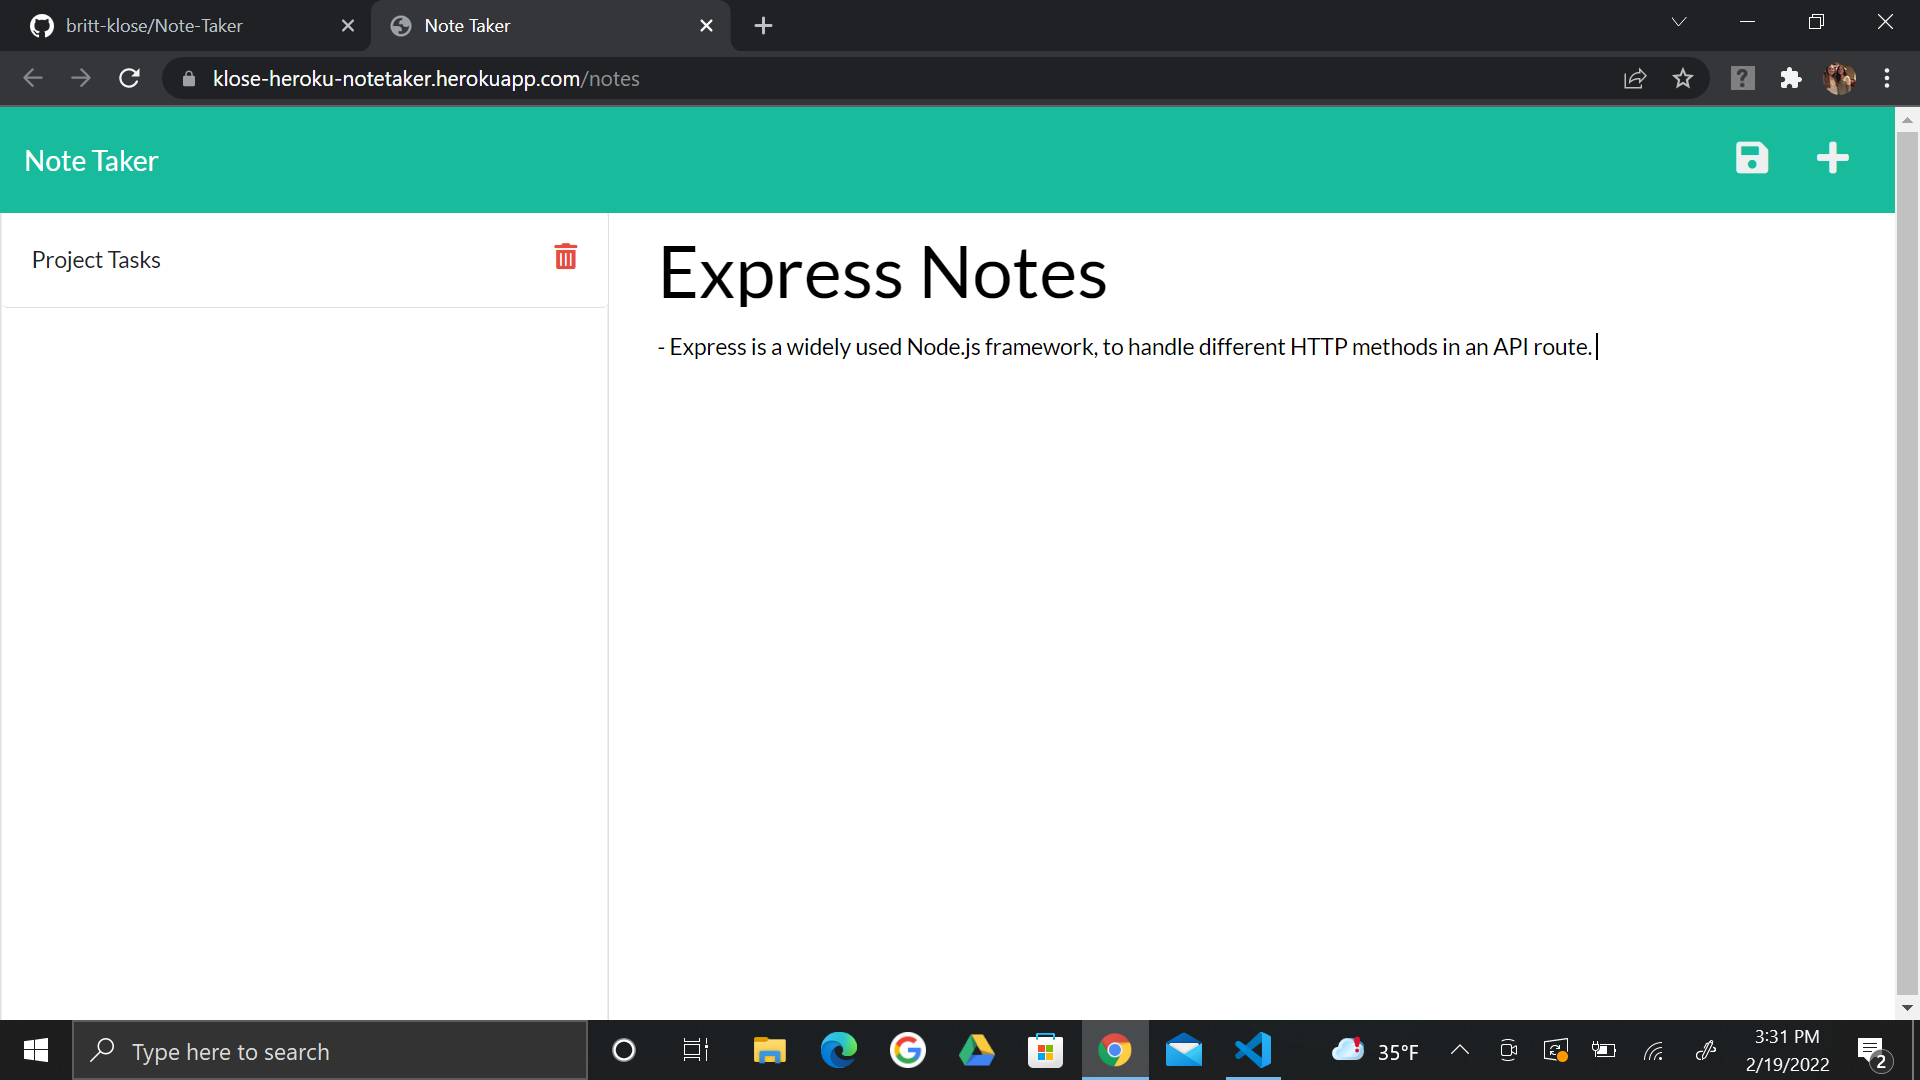 britt-klose/Note-Taker
Note Taker
klose-heroku-notetaker.herokuapp.com/notes
Note Taker
Project Tasks
Express Notes
- Express is a widely used Node.js framework, to handle different HTTP methods in an API route.
Type here to search
35°F
3:31 PM
2/19/2022
2